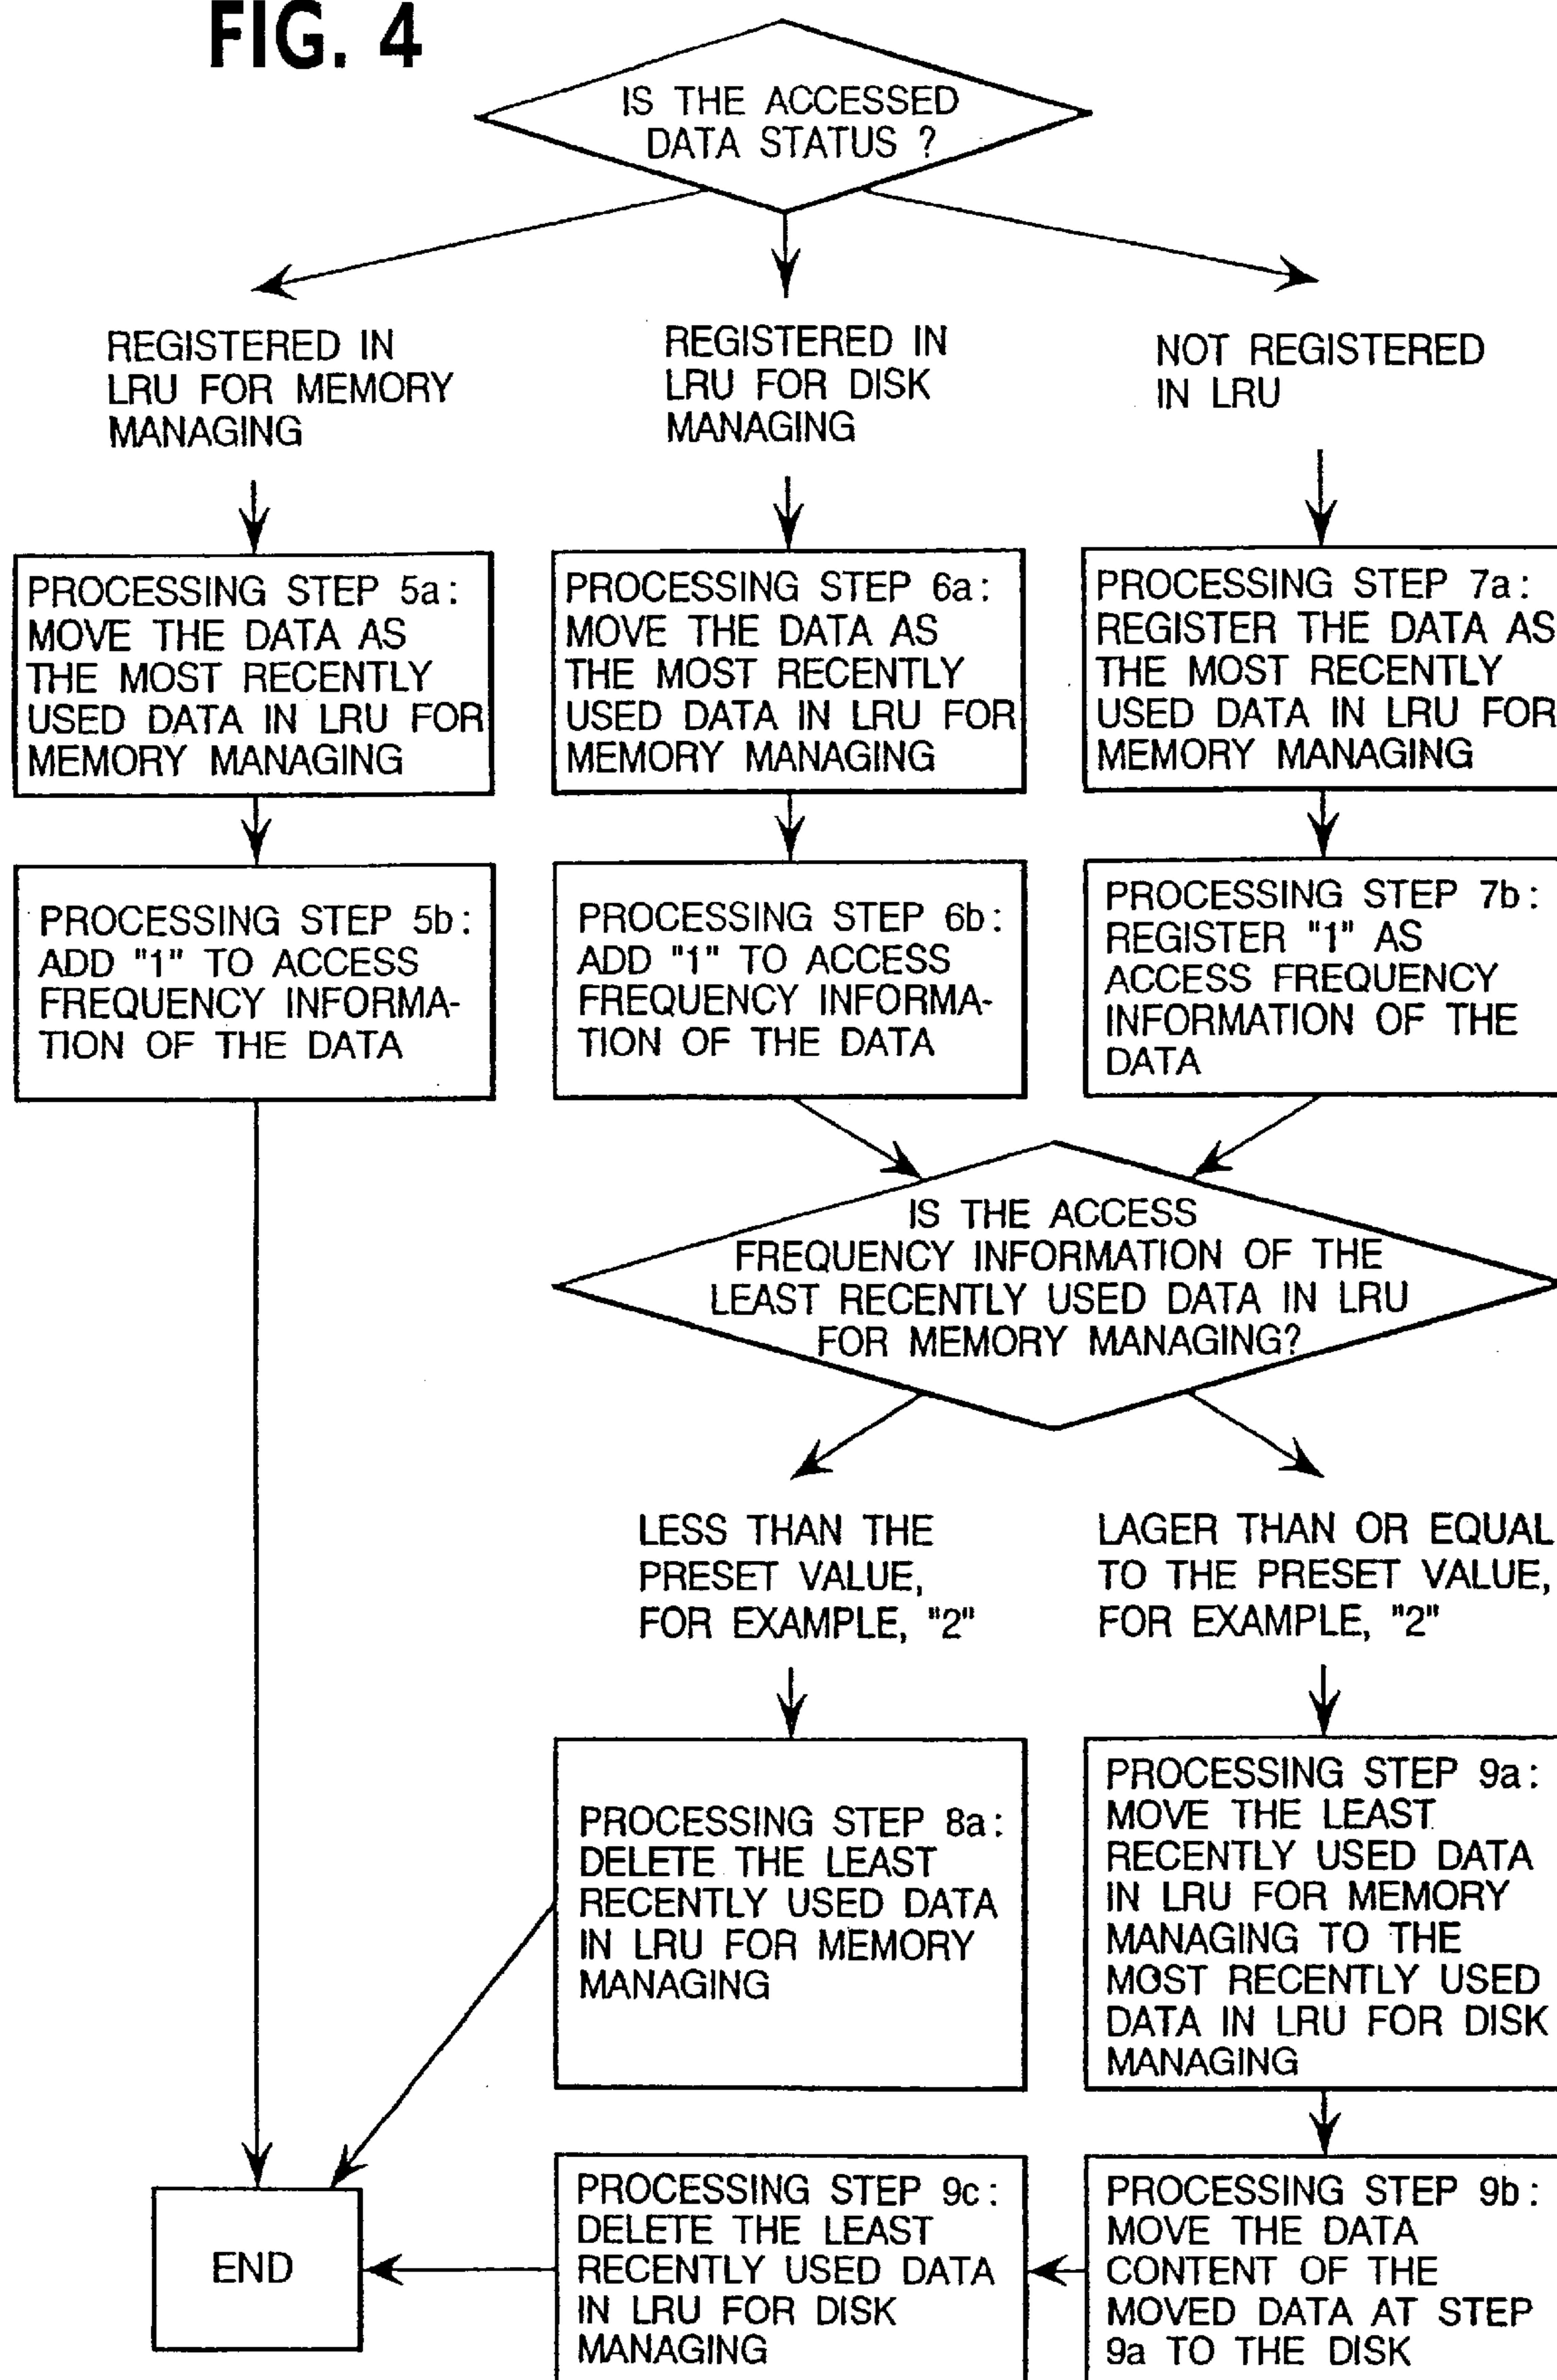 FIG. 4
IS THE ACCESSED
DATA STATUS ?
REGISTERED IN
LRU FOR MEMORY
MANAGING
REGISTERED IN
LRU FOR DISK
MANAGING
NOT REGISTERED
IN LRU
PROCESSING STEP 5a:
MOVE THE DATA AS
THE MOST RECENTLY
USED DATA IN LRU FOR
MEMORY MANAGING
PROCESSING STEP 6a:
MOVE THE DATA AS
THE MOST RECENTLY
USED DATA IN LRU FOR
MEMORY MANAGING
PROCESSING STEP 7a:
REGISTER THE DATA AS
THE MOST RECENTLY
USED DATA IN LRU FOR
MEMORY MANAGING
PROCESSING STEP 5b:
ADD "1" TO ACCESS
FREQUENCY INFORMA-
TION OF THE DATA
PROCESSING STEP 6b:
ADD "1" TO ACCESS
FREQUENCY INFORMA-
TION OF THE DATA
PROCESSING STEP 7b:
REGISTER "1" AS
ACCESS FREQUENCY
INFORMATION OF THE
DATA
IS THE ACCESS
FREQUENCY INFORMATION OF THE
LEAST RECENTLY USED DATA IN LRU
FOR MEMORY MANAGING?
LESS THAN THE
PRESET VALUE,
FOR EXAMPLE, "2"
LAGER THAN OR EQUAL
TO THE PRESET VALUE,
FOR EXAMPLE, "2"
PROCESSING STEP 8a:
DELETE THE LEAST
RECENTLY USED DATA
IN LRU FOR MEMORY
MANAGING
PROCESSING STEP 9a:
MOVE THE LEAST
RECENTLY USED DATA
IN LRU FOR MEMORY
MANAGING TO THE
MOST RECENTLY USED
DATA IN LRU FOR DISK
MANAGING
END
PROCESSING STEP 9c:
DELETE THE LEAST
RECENTLY USED DATA
IN LRU FOR DISK
MANAGING
PROCESSING STEP 9b:
MOVE THE DATA
CONTENT OF THE
MOVED DATA AT STEP
9a TO THE DISK